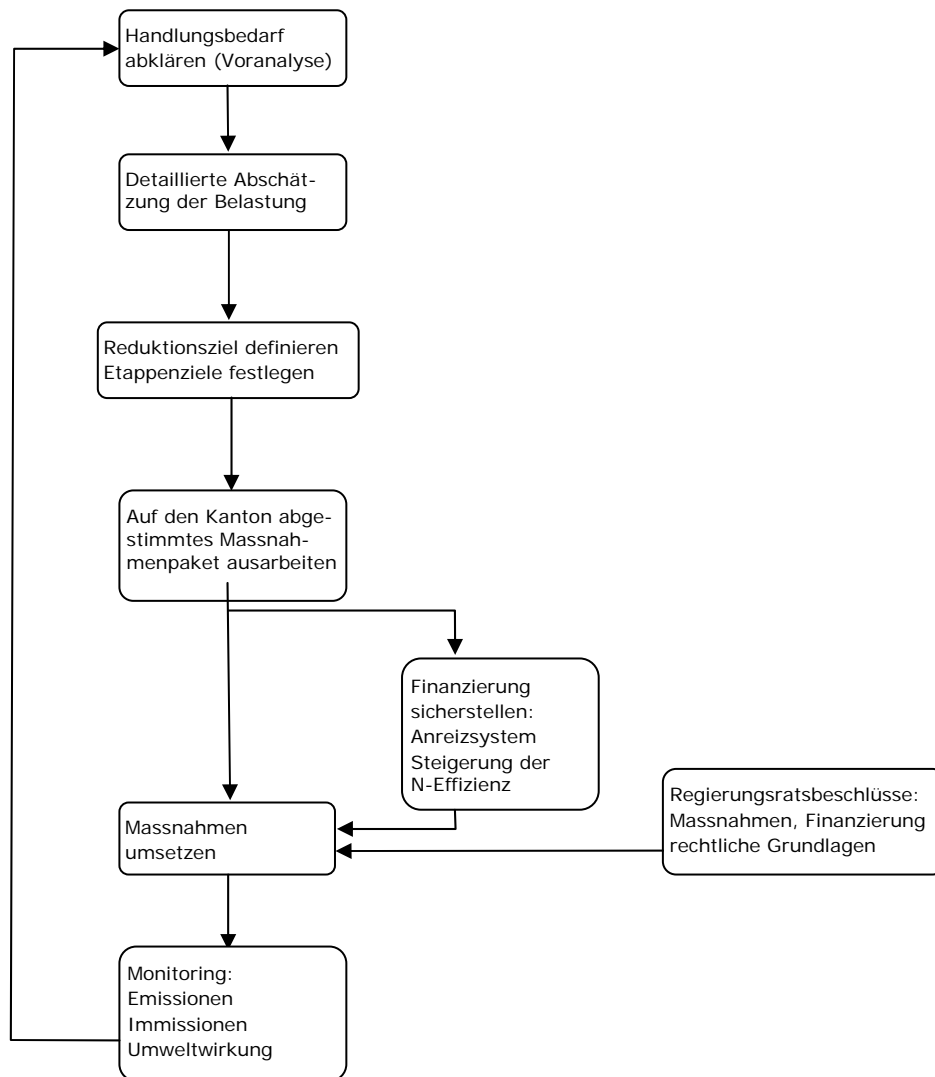 Handlungsbedarf
abklären (Voranalyse)
Detaillierte Abschät-
zung der Belastung
Reduktionsziel definieren
Etappenziele festlegen
Auf den Kanton abge-
stimmtes Massnah-
menpaket ausarbeiten
Finanzierung
sicherstellen:
Anreizsystem
Steigerung der
N-Effizienz
Regierungsratsbeschlüsse:
Massnahmen, Finanzierung
rechtliche Grundlagen
Massnahmen
umsetzen
Monitoring:
Emissionen
Immissionen
Umweltwirkung